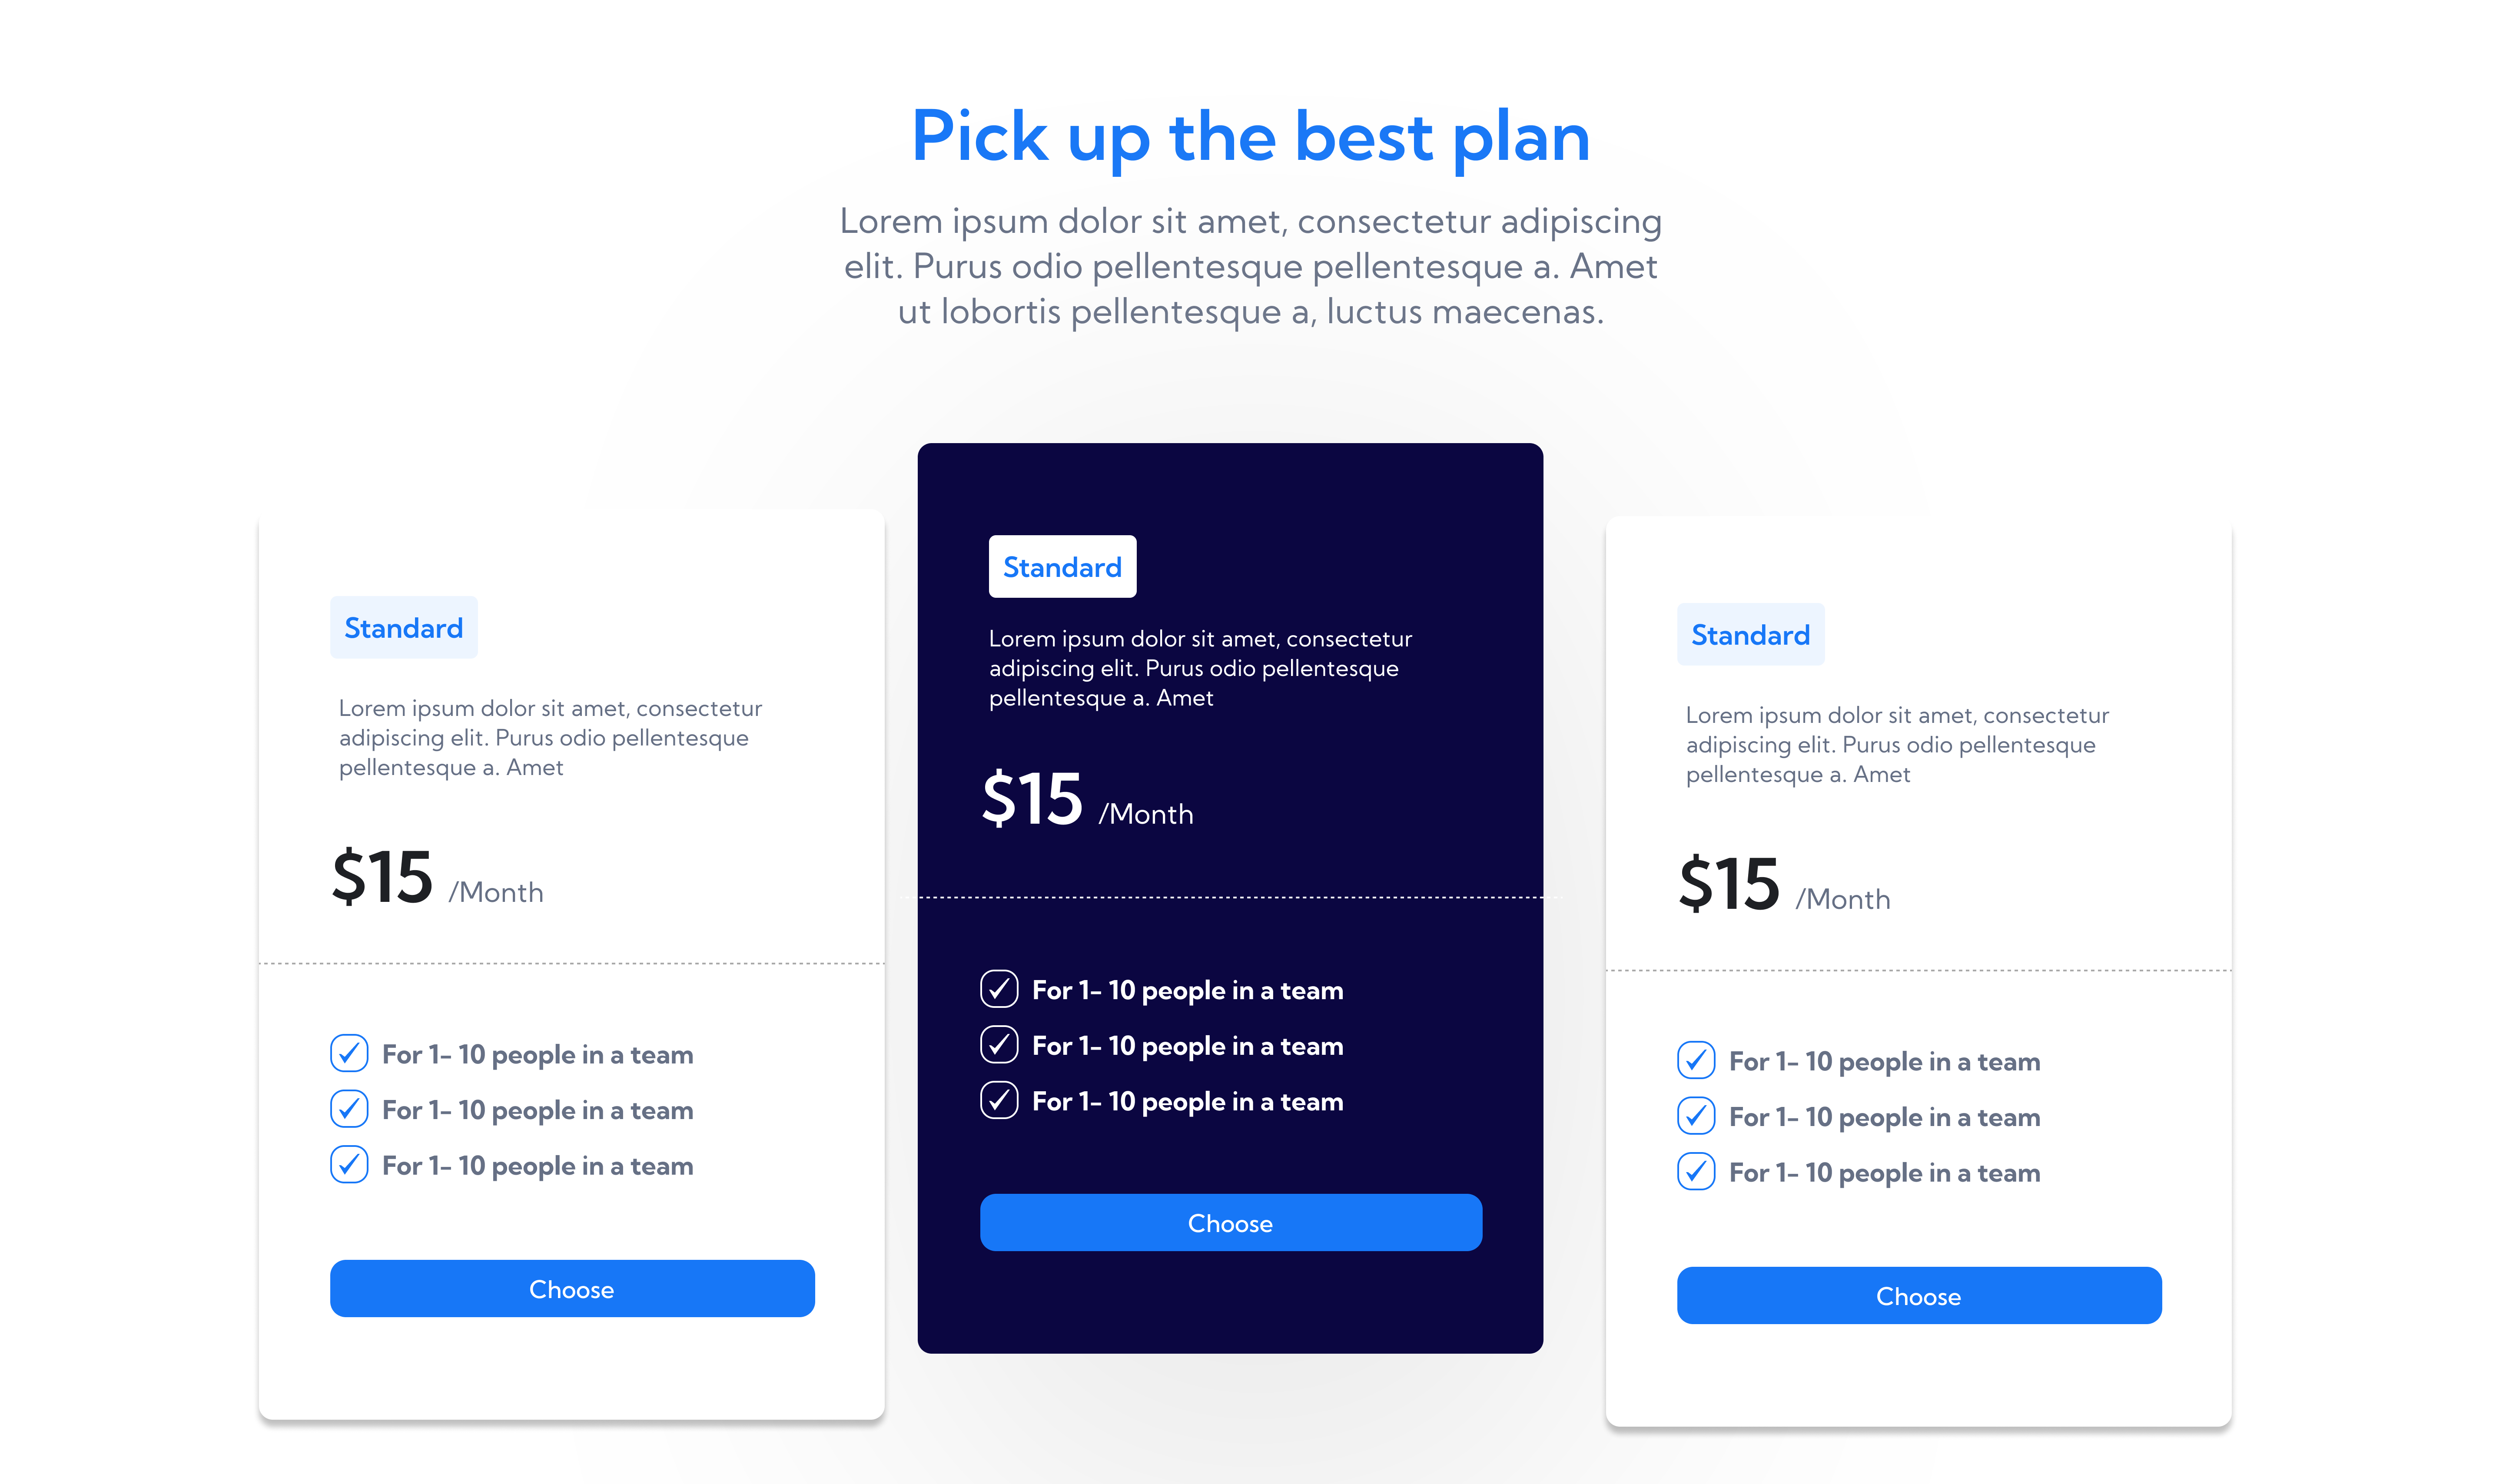 Pick up the best plan
Lorem ipsum dolor sit amet, consectetur adipiscing
elit. Purus odio pellentesque pellentesque a. Amet
ut lobortis pellentesque a, luctus maecenas.
Standard
Lorem ipsum dolor sit amet, consectetur
adipiscing elit. Purus odio pellentesque
pellentesque a. Amet
$15 /Month
For 1- 10 people in a team
For 1- 10 people in a team
For 1- 10 people in a team
Choose
Standard
Lorem ipsum dolor sit amet, consectetur
adipiscing elit. Purus odio pellentesque
pellentesque a. Amet
$15 /Month
For 1- 10 people in a team
For 1- 10 people in a team
For 1- 10 people in a team
Choose
Standard
Lorem ipsum dolor sit amet, consectetur
adipiscing elit. Purus odio pellentesque
pellentesque a. Amet
$15 /Month
For 1- 10 people in a team
For 1- 10 people in a team
For 1- 10 people in a team
Choose